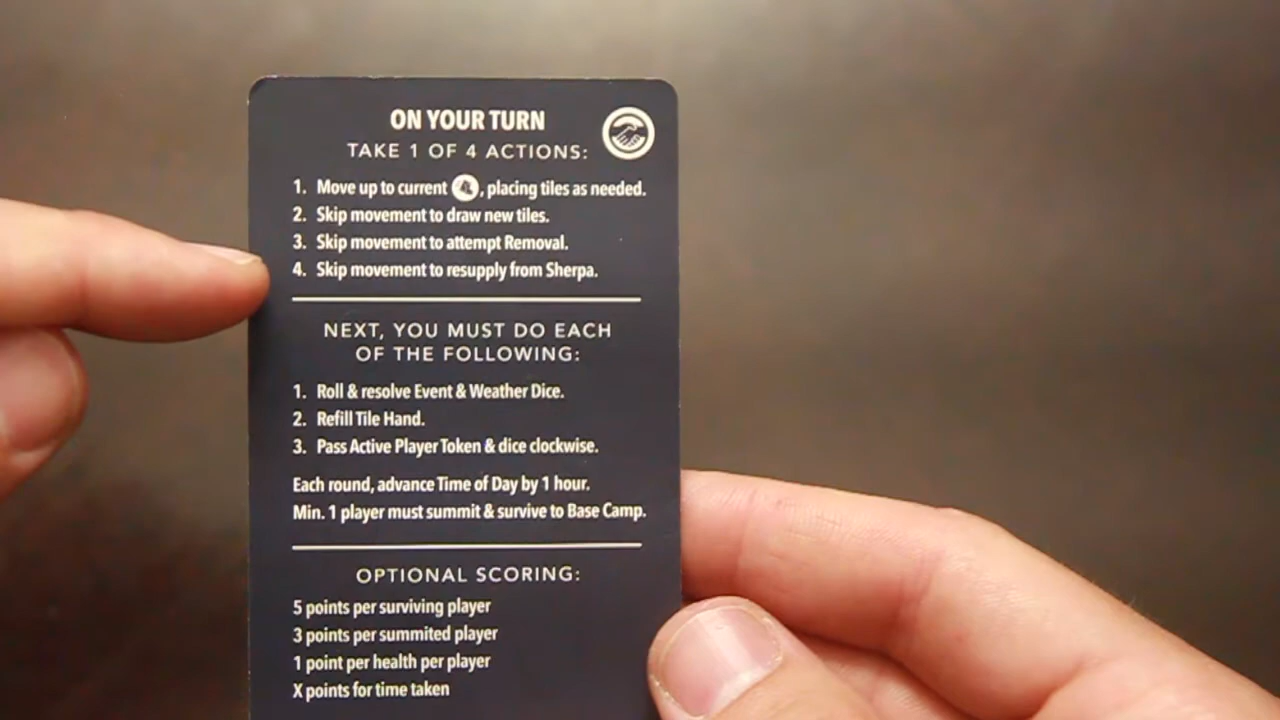 ON YOUR TURN
TAKE 1 OF 4 ACTIONS:
1. Move up to current , placing tiles as needed.
2. Skip movement to draw new tiles.
3. Skip movement to attempt Removal.
4. Skip movement to resupply from Sherpa.
NEXT, YOU MUST DO EACH
OF THE FOLLOWING:
1. Roll & resolve Event & Weather Dice.
2. Refill Tile Hand.
3. Pass Active Player Token & dice clockwise.
Each round, advance Time of Day by 1 hour.
Min. 1 player must summit & survive to Base Camp.
OPTIONAL SCORING:
5 points per surviving player
3 points per summited player
1 point per health per player
X points for time taken